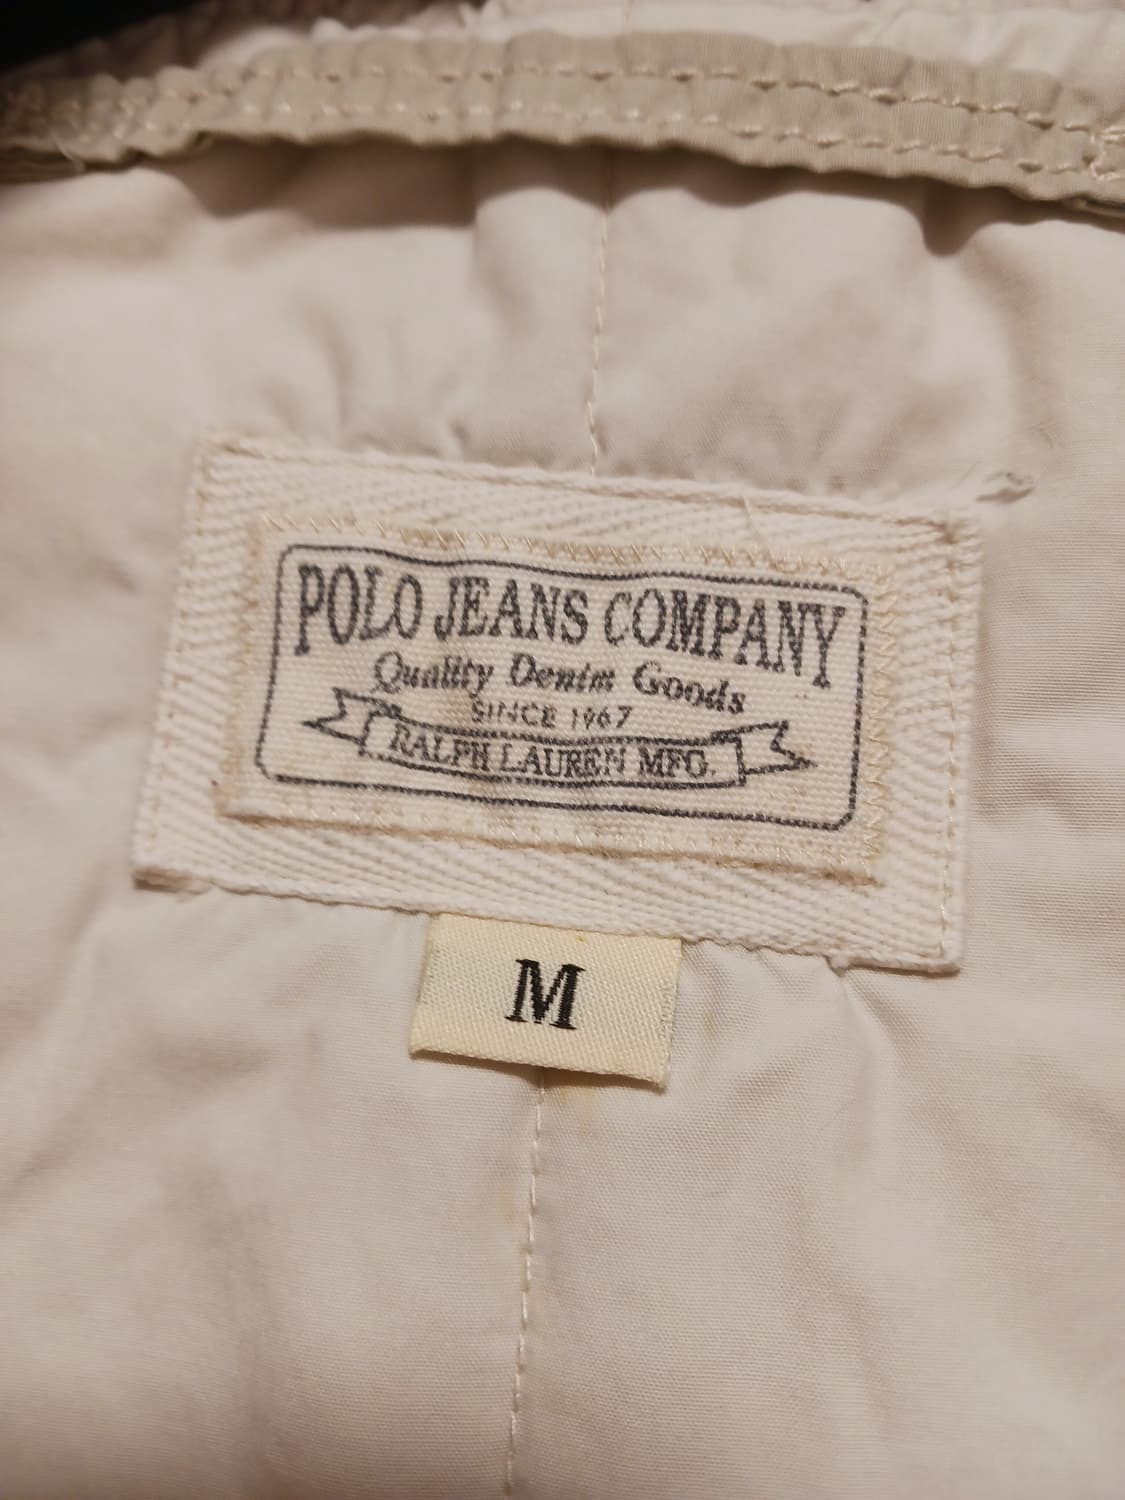 POLO JEANS COMPANY
Quality Denim Goods
SINCE 1967
RALPH LAUREN MFG.
M